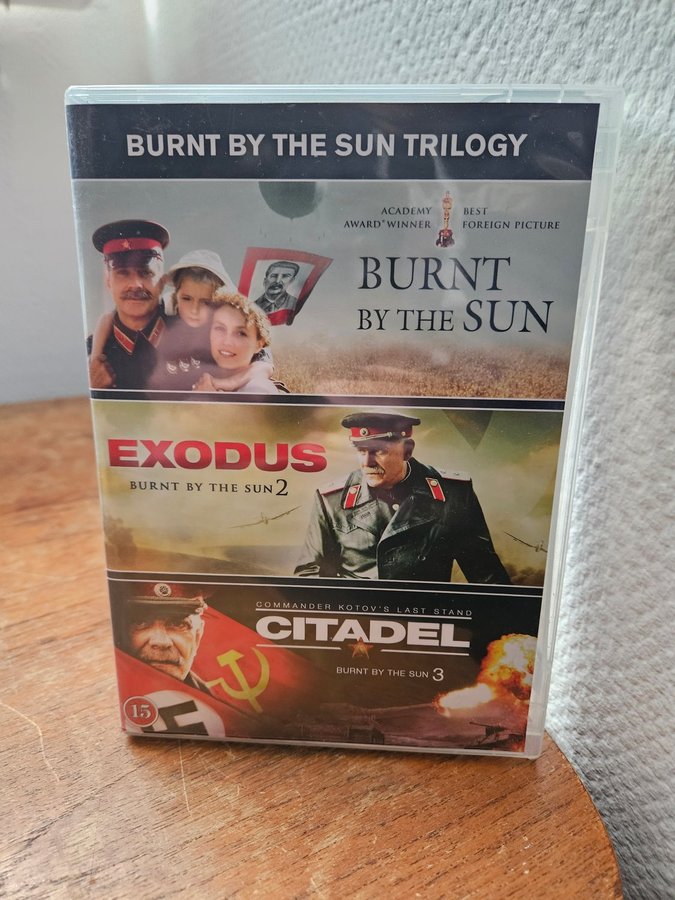 BURNT BY THE SUN TRILOGY
ACADEMY BEST
AWARD® WINNER FOREIGN PICTURE
BURNT
BY THE SUN
EXODUS
BURNT BY THE SUN 2
COMMANDER KOTOV'S LAST STAND
CITADEL
BURNT BY THE SUN 3
15